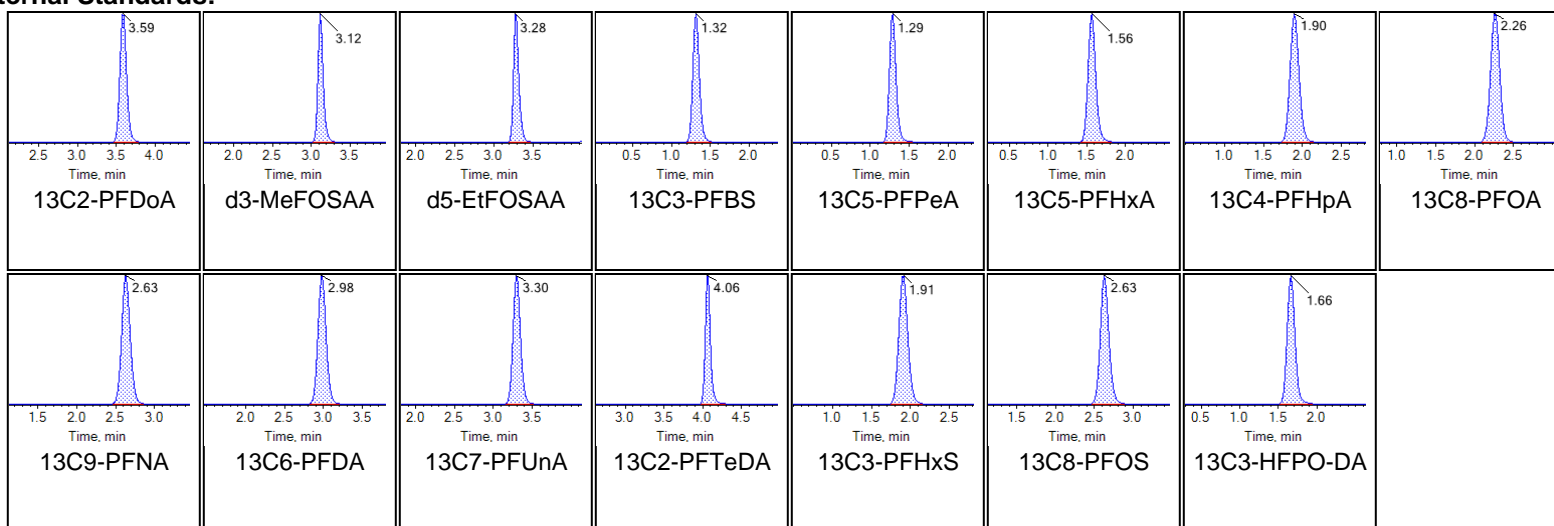 ternal Standards:
3.59 3.12 3.28 1.32 1.29 1.56 1.90 2.26
2.5 3.0 3.5 4.0 2.0 2.5 3.0 3.5 2.0 2.5 3.0 3.5 0.5 1.0 1.5 2.0 0.5 1.0 1.5 2.0 0.5 1.0 1.5 2.0 1.0 1.5 2.0 2.5 1.0 1.5 2.0 2.5
Time, min Time, min Time, min Time, min Time, min Time, min Time, min Time, min
13C2-PFDoA d3-MeFOSAA d5-EtFOSAA 13C3-PFBS 13C5-PFPeA 13C5-PFHxA 13C4-PFHpA 13C8-PFOA
2.63 2.98 3.30 4.06 1.91 2.63 1.66
1.5 2.0 2.5 3.0 2.0 2.5 3.0 3.5 2.0 2.5 3.0 3.5 3.0 3.5 4.0 4.5 1.0 1.5 2.0 2.5 1.5 2.0 2.5 3.0 0.5 1.0 1.5 2.0
Time, min Time, min Time, min Time, min Time, min Time, min Time, min
13C9-PFNA 13C6-PFDA 13C7-PFUnA 13C2-PFTeDA 13C3-PFHxS 13C8-PFOS 13C3-HFPO-DA